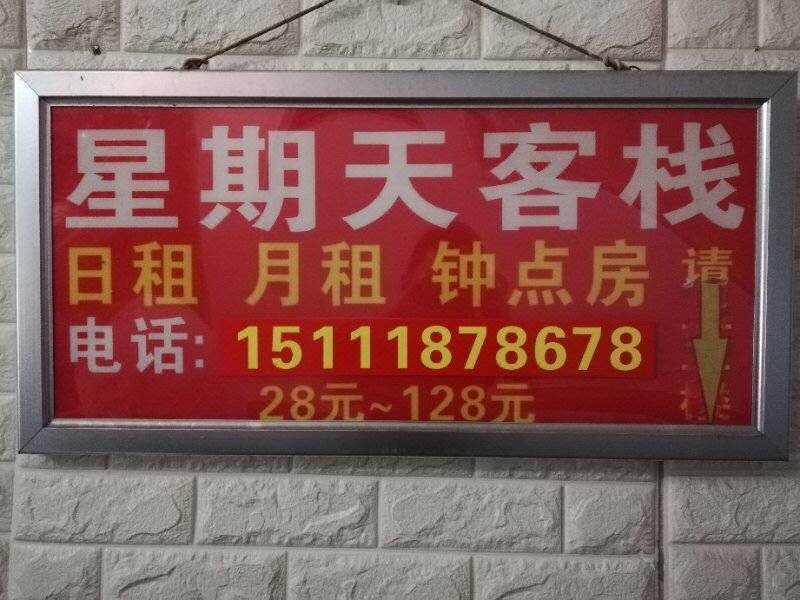 星期天客栈
日租 月租 钟点房
电话: 15111878678
28元~128元
请